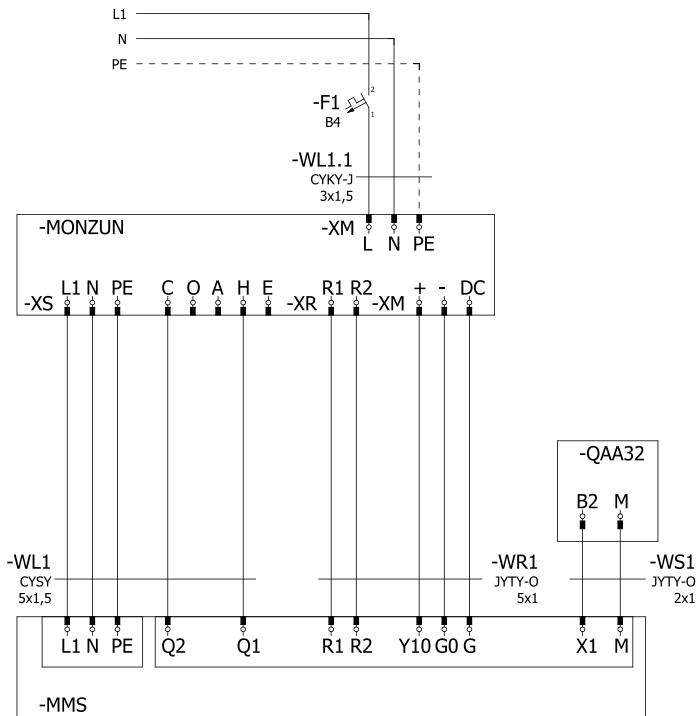 L1
N
PE
-F1
B4
2
1
-WL1.1
CYKY-J
3x1,5
-MONZUN
-XM
L N PE
-XS
L1 N PE C O A H E
-XR
R1 R2
-XM
+ - DC
-QAA32
B2 M
-WL1
CYSY
5x1,5
-WR1
JYTY-O
5x1
-WS1
JYTY-O
2x1
L1 N PE Q2 Q1 R1 R2 Y10 G0 G X1 M
-MMS